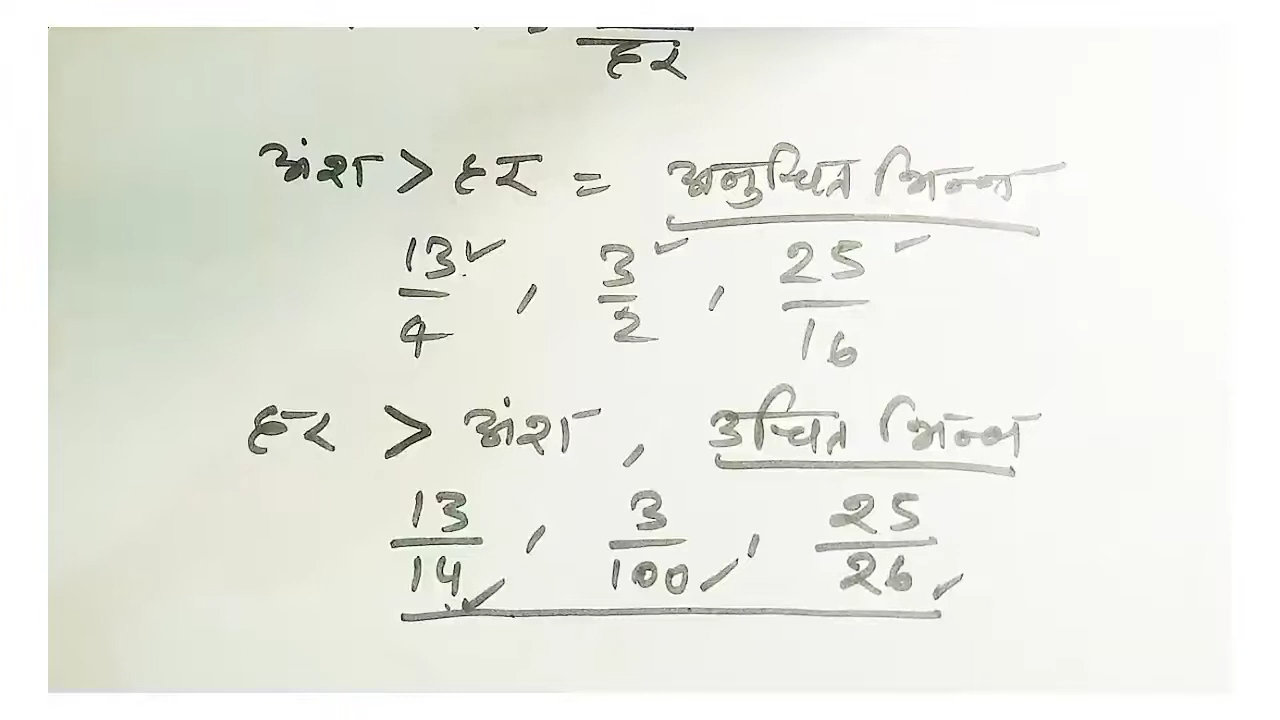 हर
अंश > हर = अनुचित भिन्न
13/4 , 3/2 , 25/16
हर > अंश , उचित भिन्न
13/14 , 3/100 , 25/26